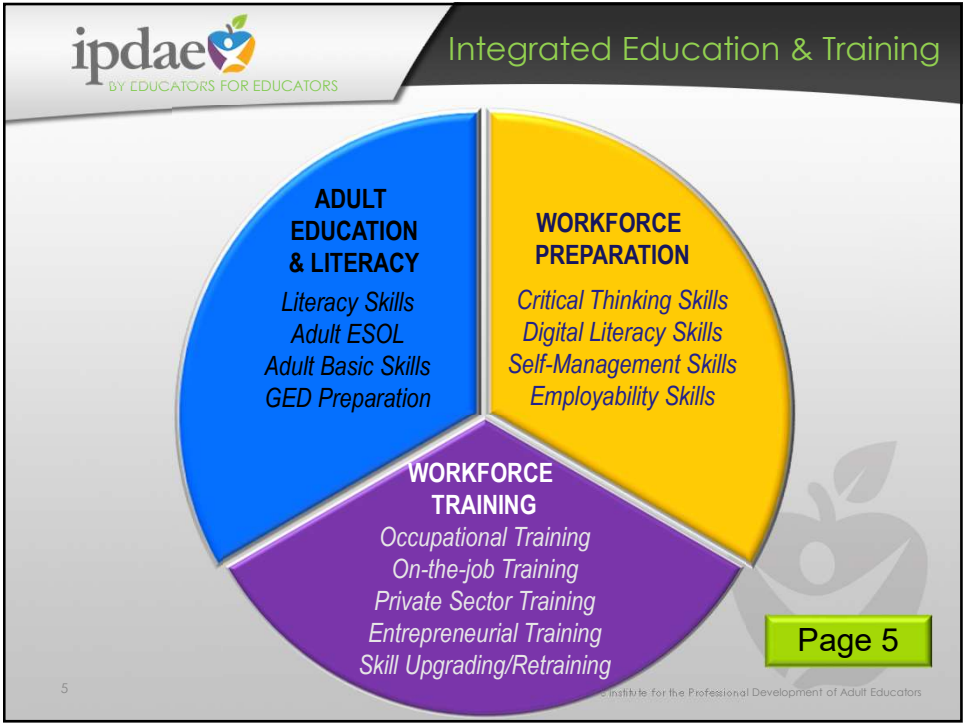 ipdae
BY EDUCATORS FOR EDUCATORS
Integrated Education & Training
ADULT
EDUCATION
& LITERACY
Literacy Skills
Adult ESOL
Adult Basic Skills
GED Preparation
WORKFORCE
PREPARATION
Critical Thinking Skills
Digital Literacy Skills
Self-Management Skills
Employability Skills
WORKFORCE
TRAINING
Occupational Training
On-the-job Training
Private Sector Training
Entrepreneurial Training
Skill Upgrading/Retraining
Page 5
5
Institute for the Professional Development of Adult Educators